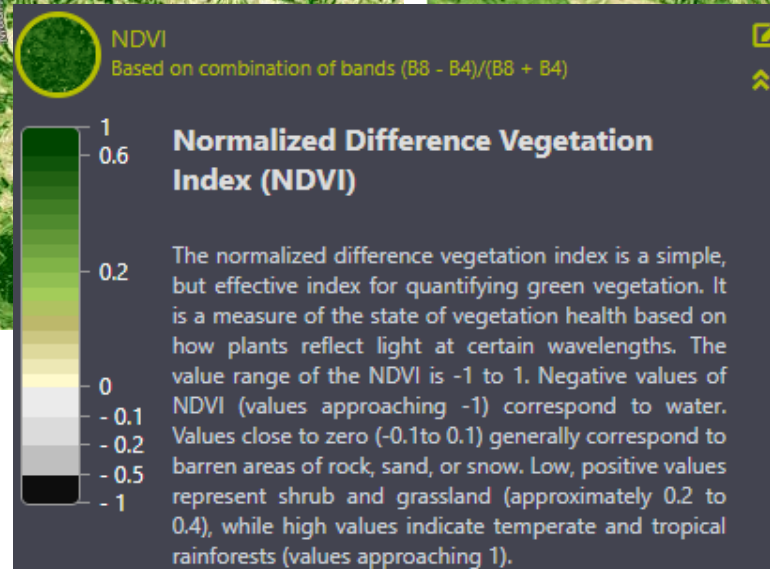 NDVI
Based on combination of bands (B8 - B4)/(B8 + B4)
1
0.6
0.2
0
- 0.1
- 0.2
- 0.5
- 1
Normalized Difference Vegetation
Index (NDVI)
The normalized difference vegetation index is a simple,
but effective index for quantifying green vegetation. It
is a measure of the state of vegetation health based on
how plants reflect light at certain wavelengths. The
value range of the NDVI is -1 to 1. Negative values of
NDVI (values approaching -1) correspond to water.
Values close to zero (-0.1to 0.1) generally correspond to
barren areas of rock, sand, or snow. Low, positive values
represent shrub and grassland (approximately 0.2 to
0.4), while high values indicate temperate and tropical
rainforests (values approaching 1).